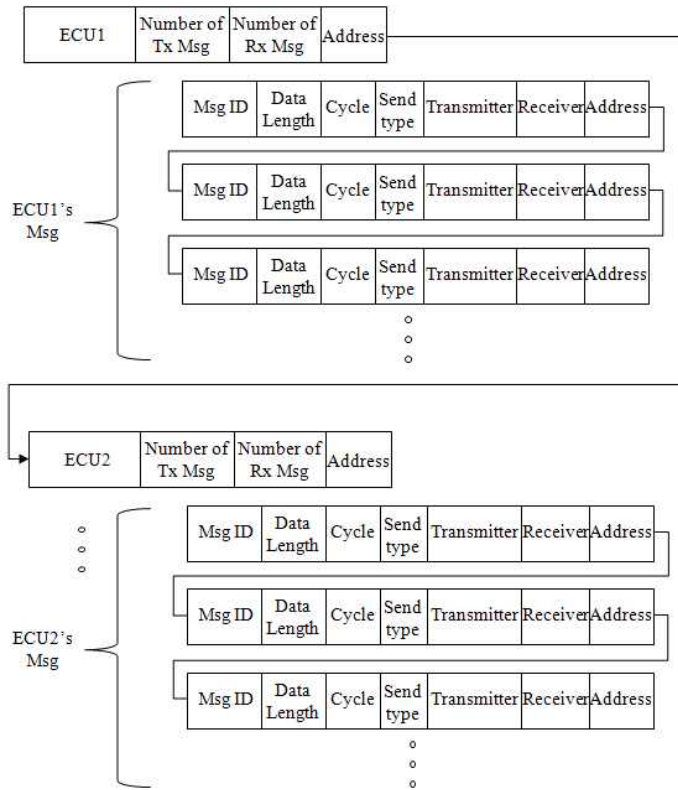 ECU1 Number of Tx Msg Number of Rx Msg Address
Msg ID Data Length Cycle Send type Transmitter Receiver Address
Msg ID Data Length Cycle Send type Transmitter Receiver Address
ECU1's Msg
Msg ID Data Length Cycle Send type Transmitter Receiver Address
ECU2 Number of Tx Msg Number of Rx Msg Address
Msg ID Data Length Cycle Send type Transmitter Receiver Address
Msg ID Data Length Cycle Send type Transmitter Receiver Address
ECU2's Msg
Msg ID Data Length Cycle Send type Transmitter Receiver Address